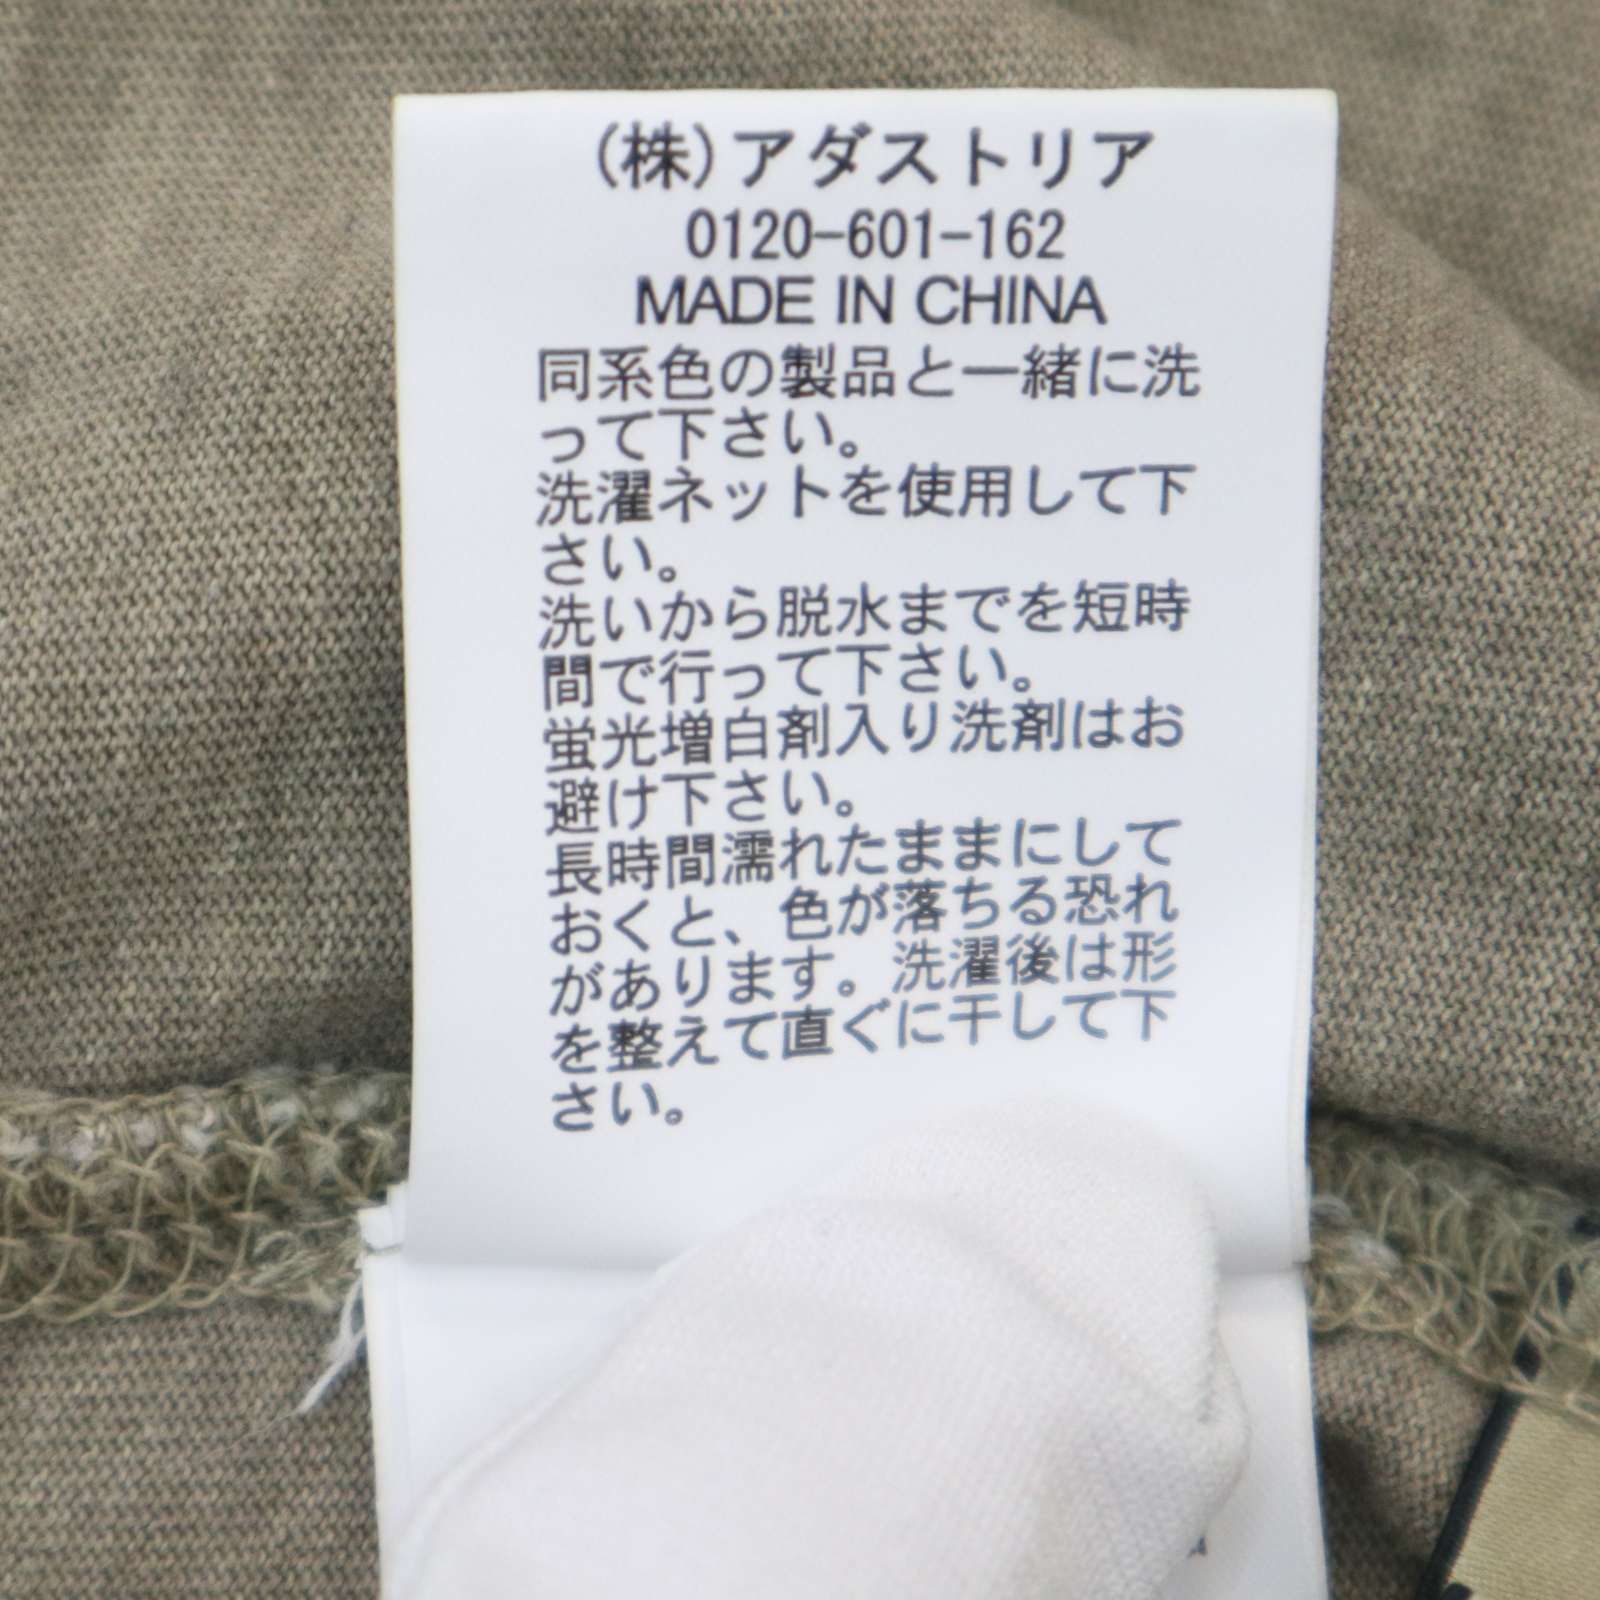 (株)アダストリア
0120-601-162
MADE IN CHINA
同系色の製品と一緒に洗
って下さい。
洗濯ネットを使用して下
さい。
洗いから脱水までを短時
間で行って下さい。
蛍光増白剤入り洗剤はお
避け下さい。
長時間濡れたままにして
おくと、色が落ちる恐れ
があります。洗濯後は形
を整えて直ぐに干して下
さい。